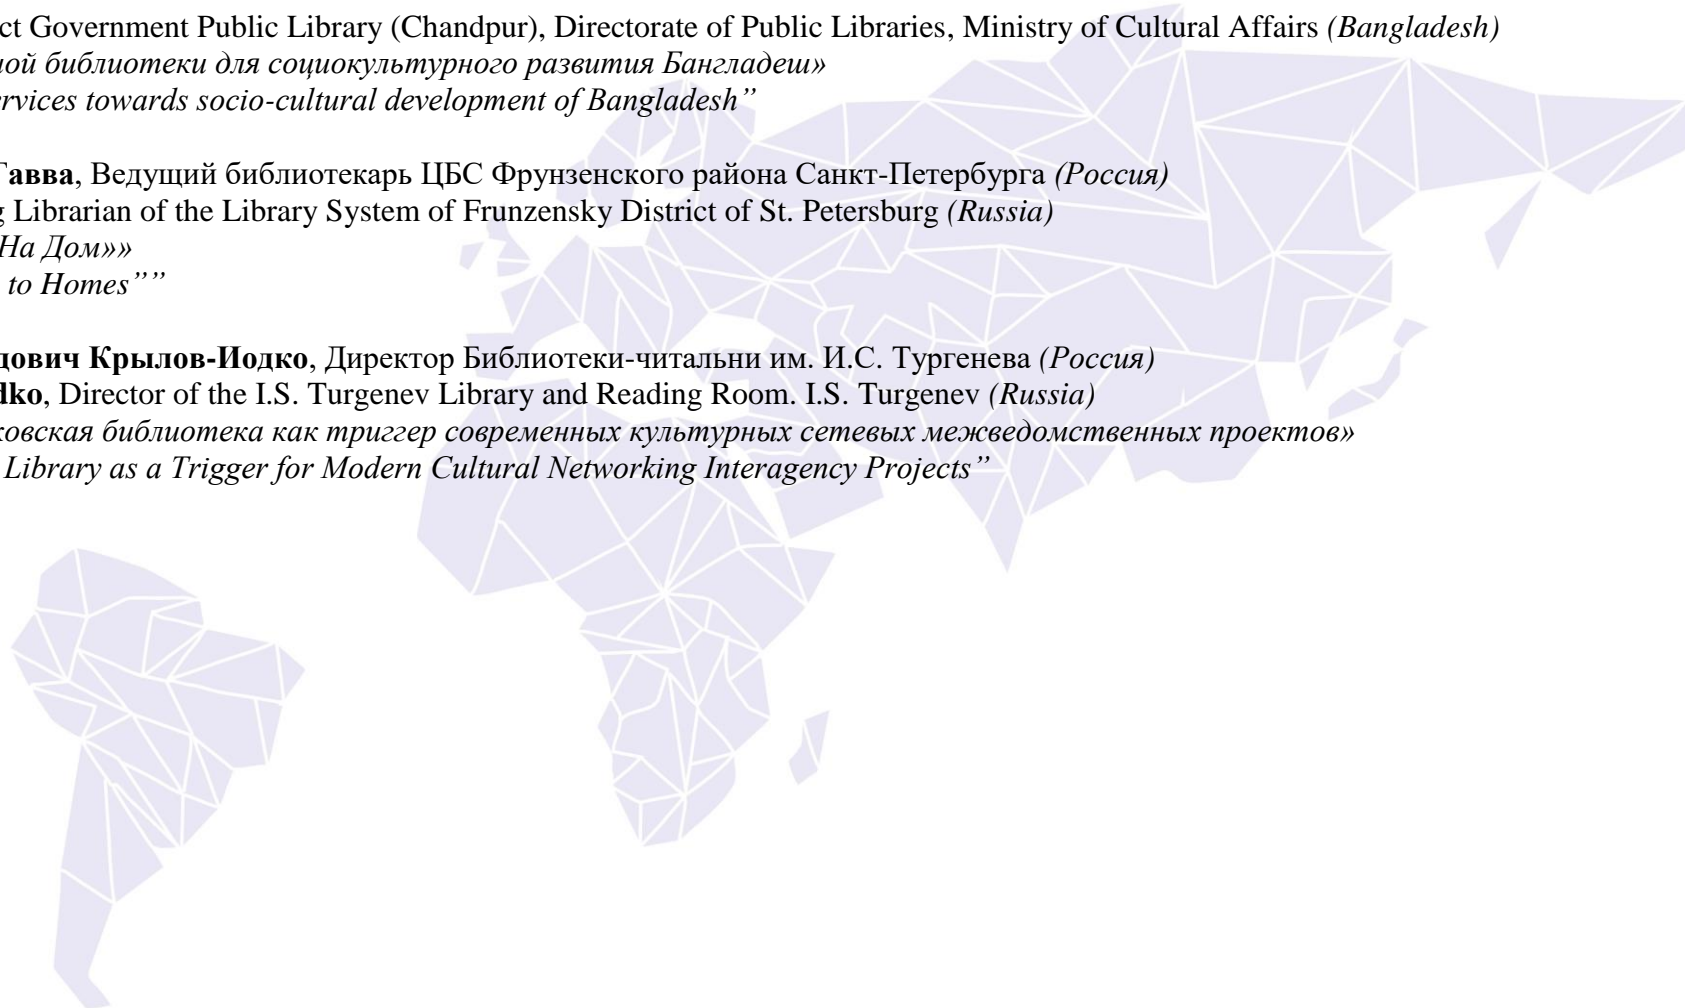 ct Government Public Library (Chandpur), Directorate of Public Libraries, Ministry of Cultural Affairs (Bangladesh)
ной библиотеки для социокультурного развития Бангладеш»
ervices towards socio-cultural development of Bangladesh”
Гавва, Ведущий библиотекарь ЦБС Фрунзенского района Санкт-Петербурга (Россия)
g Librarian of the Library System of Frunzensky District of St. Petersburg (Russia)
На Дом»»
to Homes””
дович Крылов-Иодко, Директор Библиотеки-читальни им. И.С. Тургенева (Россия)
dko, Director of the I.S. Turgenev Library and Reading Room. I.S. Turgenev (Russia)
ковская библиотека как триггер современных культурных сетевых межведомственных проектов»
Library as a Trigger for Modern Cultural Networking Interagency Projects”